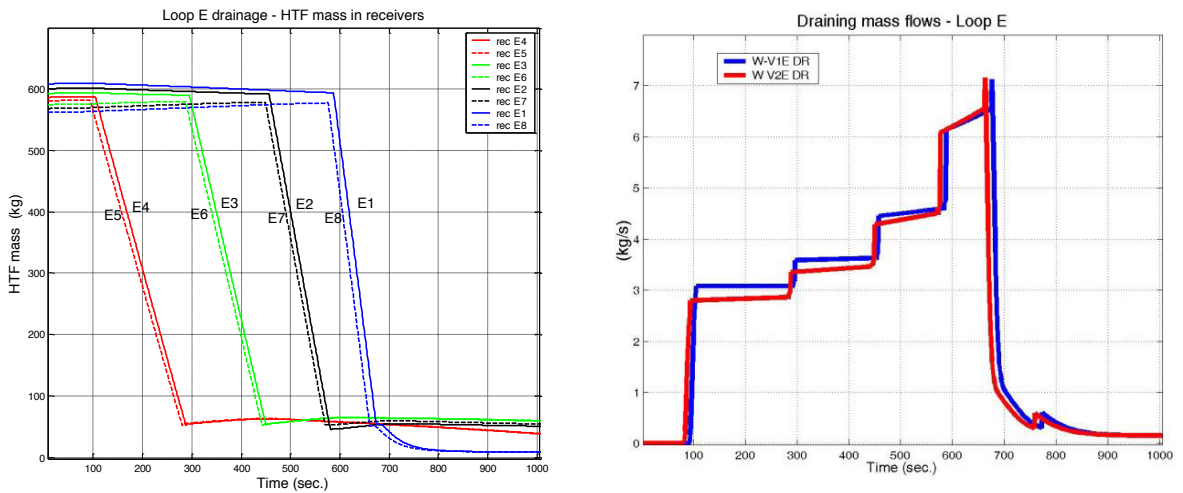 Loop E drainage - HTF mass in receivers
HTF mass (kg)
600
500
400
300
200
100
0
rec E4
rec E5
rec E3
rec E6
rec E2
rec E7
rec E1
rec E8
E5
E4
E6
E3
E7
E2
E8
E1
100 200 300 400 500 600 700 800 900 1000
Time (sec.)
Draining mass flows - Loop E
(kg/s)
7
6
5
4
3
2
1
0
W-V1E DR
W V2E DR
100 200 300 400 500 600 700 800 900 1000
Time (sec.)